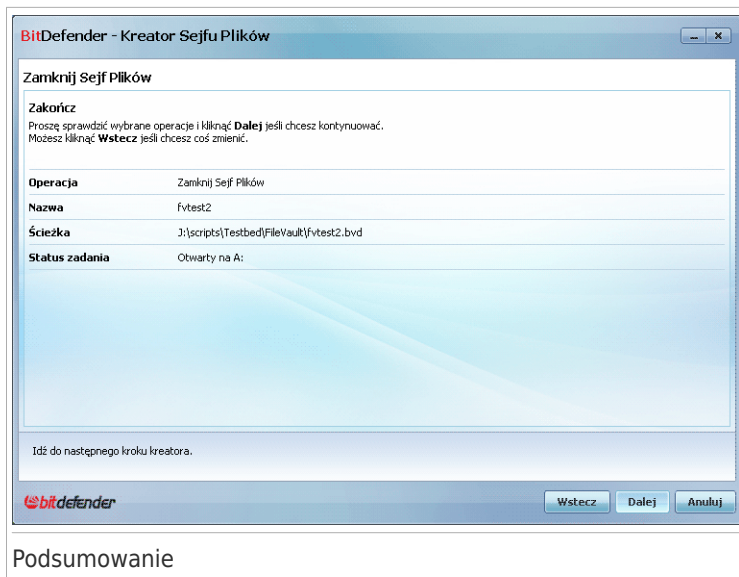 BitDefender - Kreator Sejfu Plików
Zamknij Sejf Plików
Zakończ
Proszę sprawdzić wybrane operacje i kliknąć Dalej jeśli chcesz kontynuować.
Możesz kliknąć Wstecz jeśli chcesz coś zmienić.
Operacja Zamknij Sejf Plików
Nazwa fvtest2
Ścieżka J:\scripts\Testbed\FileVault\fvtest2.bvd
Status zadania Otwarty na A:
Idź do następnego kroku kreatora.
bitdefender
Wstecz Dalej Anuluj
Podsumowanie